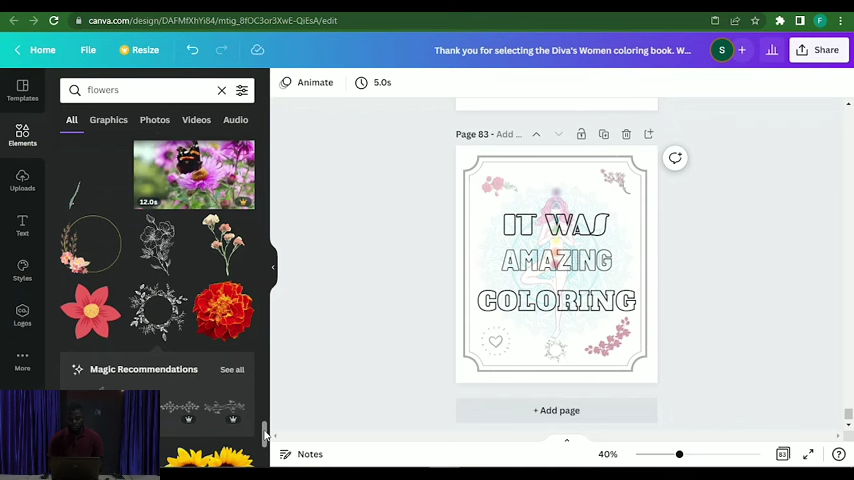 canva.com/design/DAFMfXhYi84/mtig_8fOC3or3XwE-QiEsA/edit
Home
File
Resize
Thank you for selecting the Diva's Women coloring book. W...
S
Share
Templates
Elements
Uploads
Text
Styles
Logos
More
flowers
All
Graphics
Photos
Videos
Audio
12.0s
Magic Recommendations
See all
Animate
5.0s
Page 83 - Add ...
IT WAS
AMAZING
COLORING
+ Add page
Notes
40%
83
F